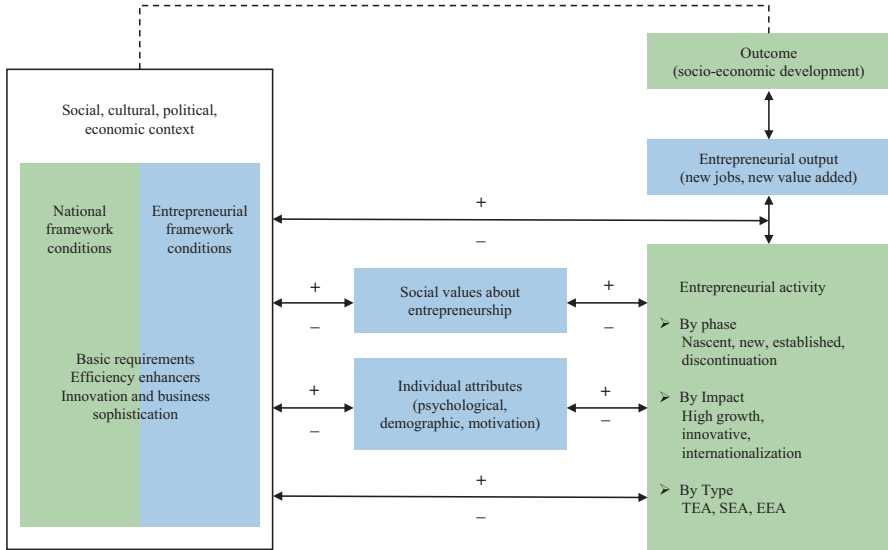 Outcome
(socio-economic development)
Social, cultural, political,
economic context
Entrepreneurial output
(new jobs, new value added)
National
framework
conditions
Entrepreneurial
framework
conditions
+
–
Basic requirements
Efficiency enhancers
Innovation and business
sophistication
+
–
Social values about
entrepreneurship
+
–
+
–
Individual attributes
(psychological,
demographic, motivation)
+
–
+
–
Entrepreneurial activity
➢ By phase
Nascent, new, established,
discontinuation
➢ By Impact
High growth,
innovative,
internationalization
➢ By Type
TEA, SEA, EEA